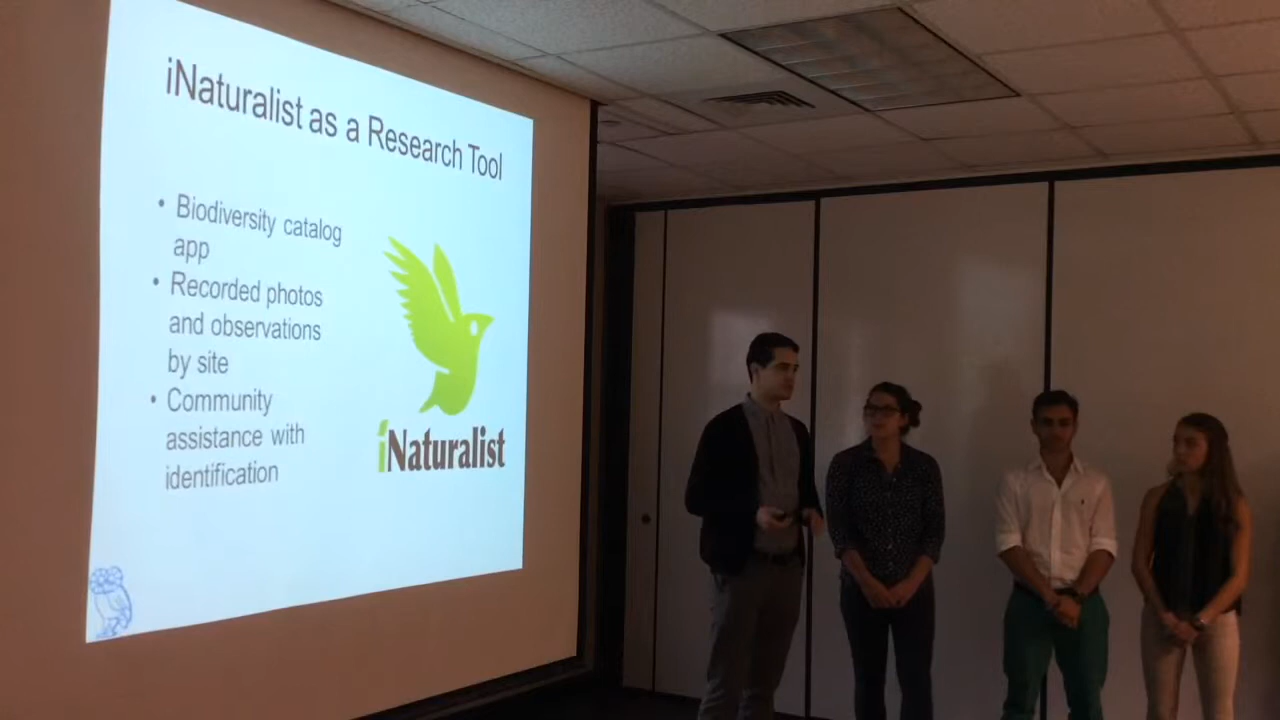 iNaturalist as a Research Tool
• Biodiversity catalog
app
• Recorded photos
and observations
by site
• Community
assistance with
identification
iNaturalist